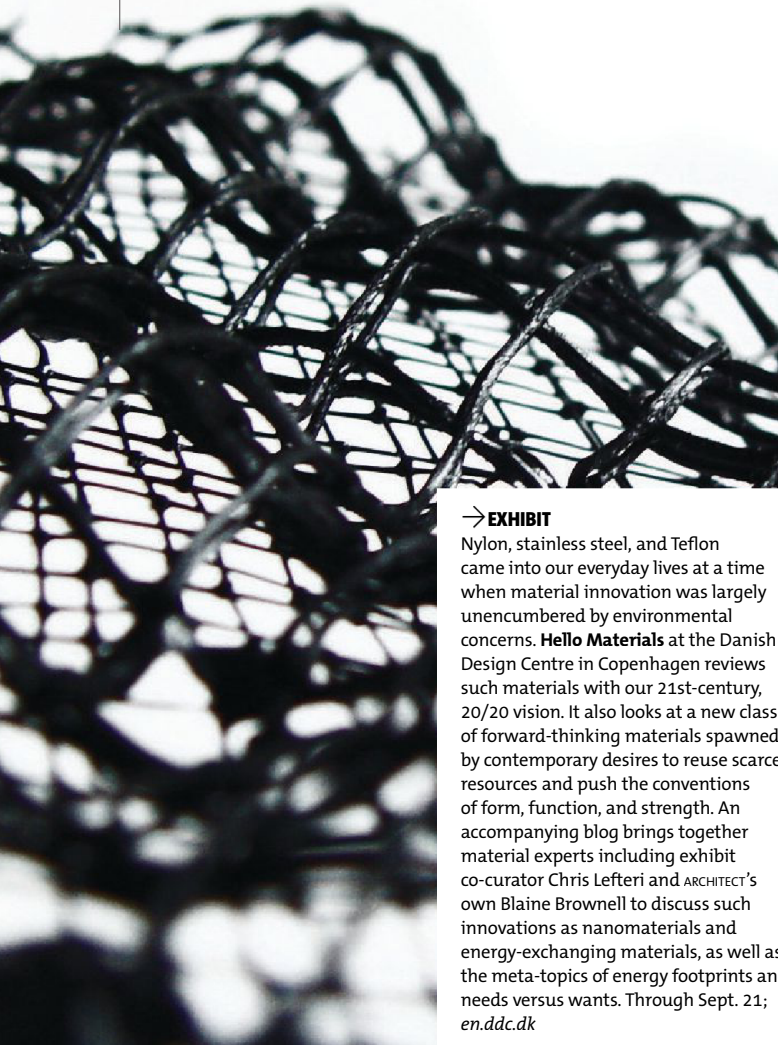 →EXHIBIT
Nylon, stainless steel, and Teflon
came into our everyday lives at a time
when material innovation was largely
unencumbered by environmental
concerns. Hello Materials at the Danish
Design Centre in Copenhagen reviews
such materials with our 21st-century,
20/20 vision. It also looks at a new class
of forward-thinking materials spawned
by contemporary desires to reuse scarce
resources and push the conventions
of form, function, and strength. An
accompanying blog brings together
material experts including exhibit
co-curator Chris Lefteri and ARCHITECT's
own Blaine Brownell to discuss such
innovations as nanomaterials and
energy-exchanging materials, as well as
the meta-topics of energy footprints an
needs versus wants. Through Sept. 21;
en.ddc.dk